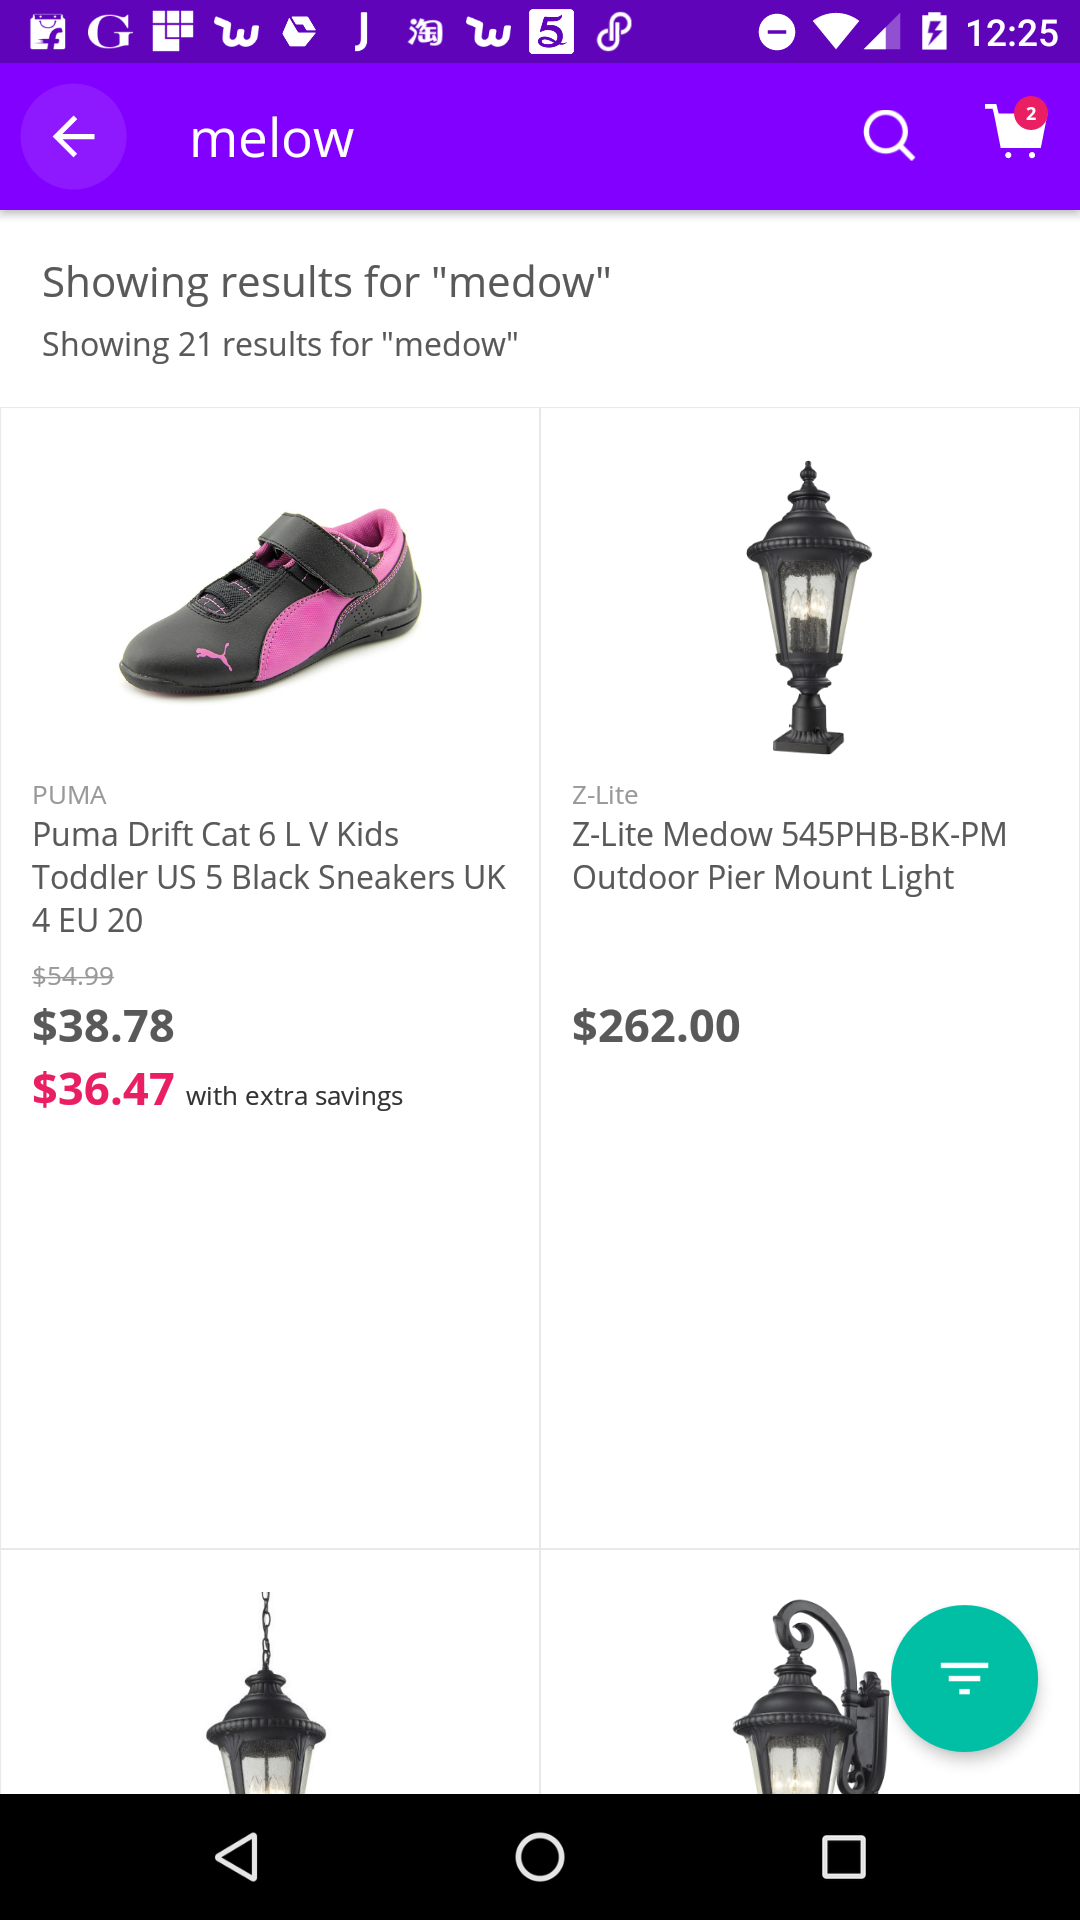 G J 淘 5 12:25
melow
2
Showing results for "medow"
Showing 21 results for "medow"
PUMA
Puma Drift Cat 6 L V Kids
Toddler US 5 Black Sneakers UK
4 EU 20
$54.99
$38.78
$36.47 with extra savings
Z-Lite
Z-Lite Medow 545PHB-BK-PM
Outdoor Pier Mount Light
$262.00